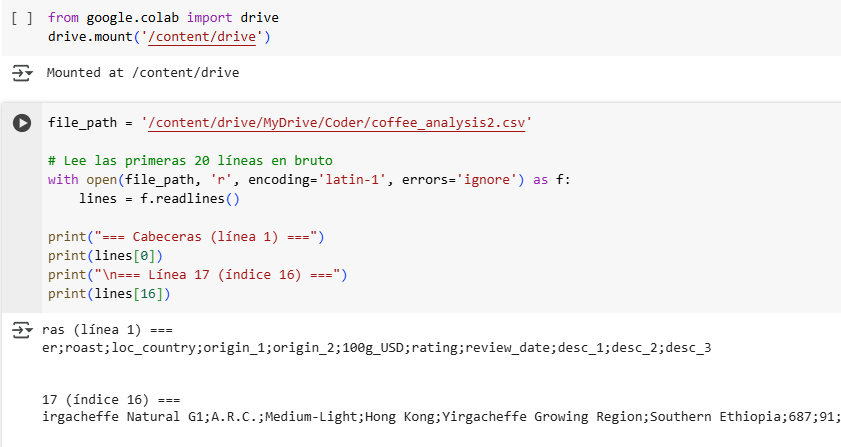 [ ] from google.colab import drive
drive.mount('/content/drive')
Mounted at /content/drive
file_path = '/content/drive/MyDrive/Coder/coffee_analysis2.csv'
# Lee las primeras 20 líneas en bruto
with open(file_path, 'r', encoding='latin-1', errors='ignore') as f:
    lines = f.readlines()
print("=== Cabeceras (línea 1) ===")
print(lines[0])
print("\n=== Línea 17 (índice 16) ===")
print(lines[16])
ras (línea 1) ===
er;roast;loc_country;origin_1;origin_2;100g_USD;rating;review_date;desc_1;desc_2;desc_3
17 (índice 16) ===
irgacheffe Natural G1;A.R.C.;Medium-Light;Hong Kong;Yirgacheffe Growing Region;Southern Ethiopia;687;91;